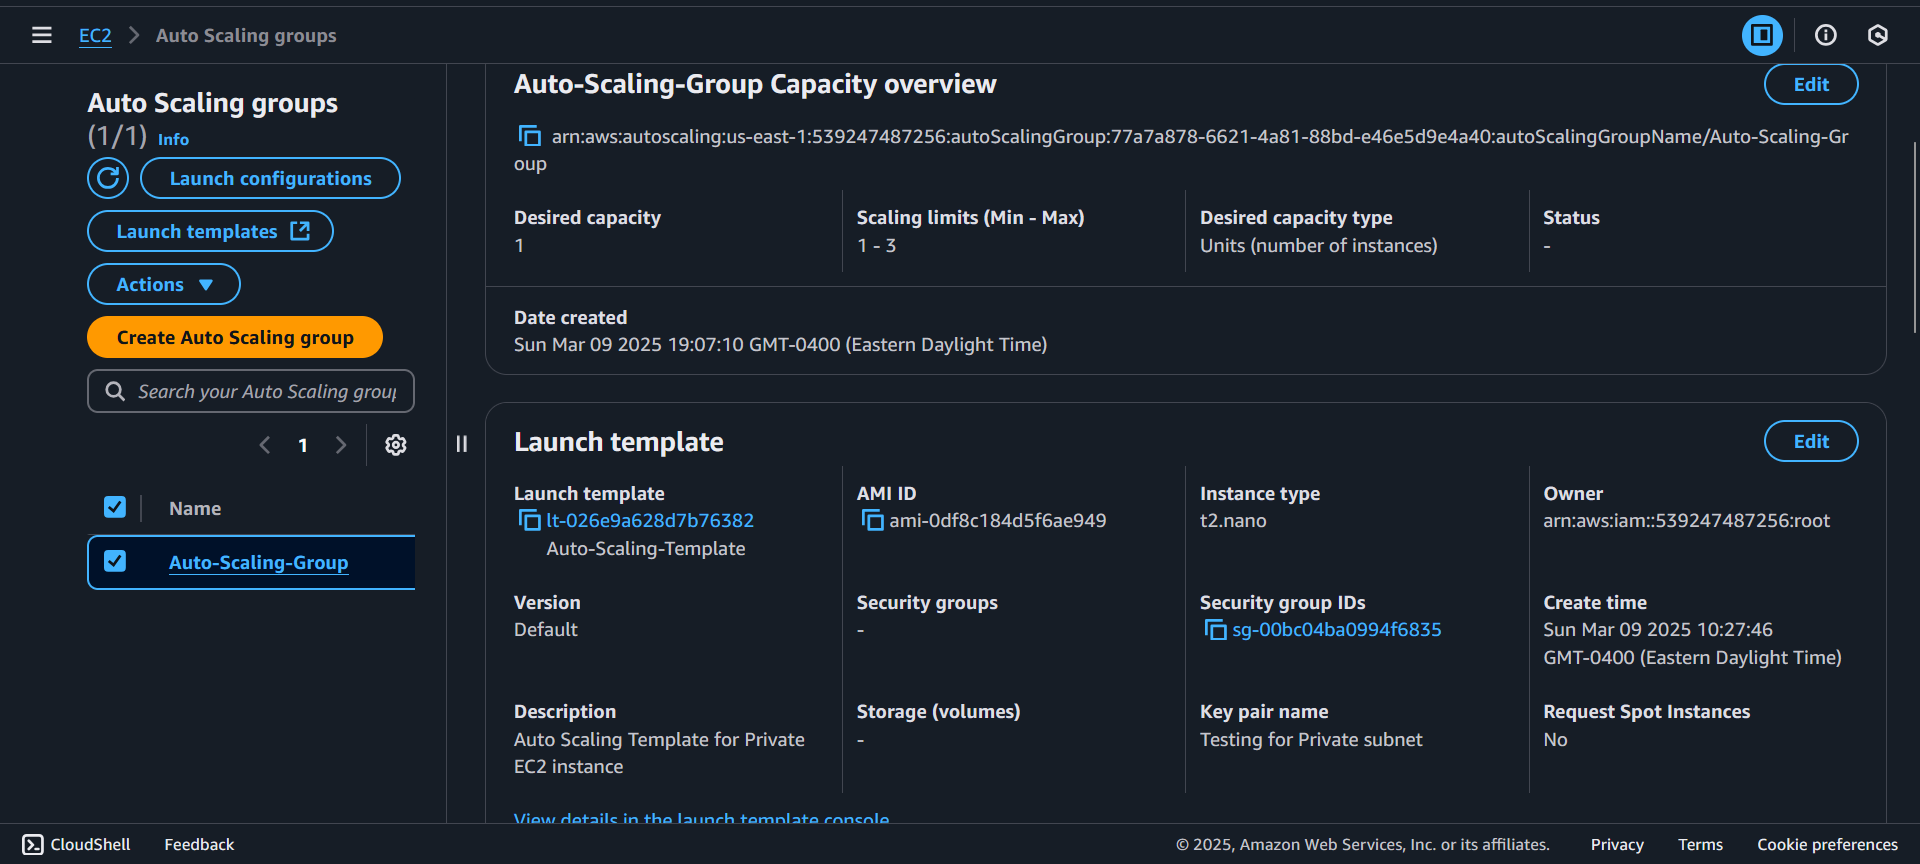 EC2 > Auto Scaling groups
Auto Scaling groups
(1/1) Info
Launch configurations
Launch templates
Actions
Create Auto Scaling group
Search your Auto Scaling group
1
Name
Auto-Scaling-Group
Auto-Scaling-Group Capacity overview
Edit
arn:aws:autoscaling:us-east-1:539247487256:autoScalingGroup:77a7a878-6621-4a81-88bd-e46e5d9e4a40:autoScalingGroupName/Auto-Scaling-Gr
oup
Desired capacity
1
Scaling limits (Min - Max)
1 - 3
Desired capacity type
Units (number of instances)
Status
-
Date created
Sun Mar 09 2025 19:07:10 GMT-0400 (Eastern Daylight Time)
Launch template
Edit
Launch template
lt-026e9a628d7b76382
Auto-Scaling-Template
AMI ID
ami-0df8c184d5f6ae949
Instance type
t2.nano
Owner
arn:aws:iam::539247487256:root
Version
Default
Security groups
-
Security group IDs
sg-00bc04ba0994f6835
Create time
Sun Mar 09 2025 10:27:46
GMT-0400 (Eastern Daylight Time)
Description
Auto Scaling Template for Private
EC2 instance
Storage (volumes)
-
Key pair name
Testing for Private subnet
Request Spot Instances
No
View details in the launch template console
CloudShell
Feedback
© 2025, Amazon Web Services, Inc. or its affiliates.
Privacy
Terms
Cookie preferences